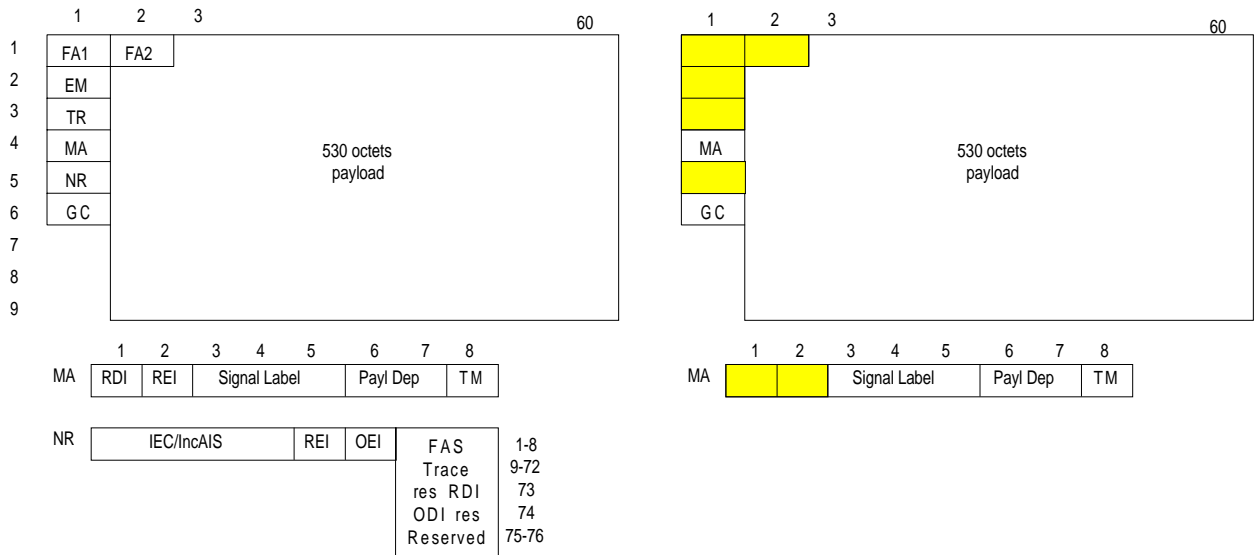 1 2 3 60
1 FA1 FA2
2 EM
3 TR
4 MA
5 NR
6 GC
7
8
9
530 octets
payload
1 2 3 4 5 6 7 8
MA RDI REI Signal Label Payl Dep TM
NR IEC/IncAIS REI OEI FAS 1-8
Trace 9-72
res RDI 73
ODI res 74
Reserved 75-76
1 2 3 60
MA
GC
530 octets
payload
1 2 3 4 5 6 7 8
MA Signal Label Payl Dep TM